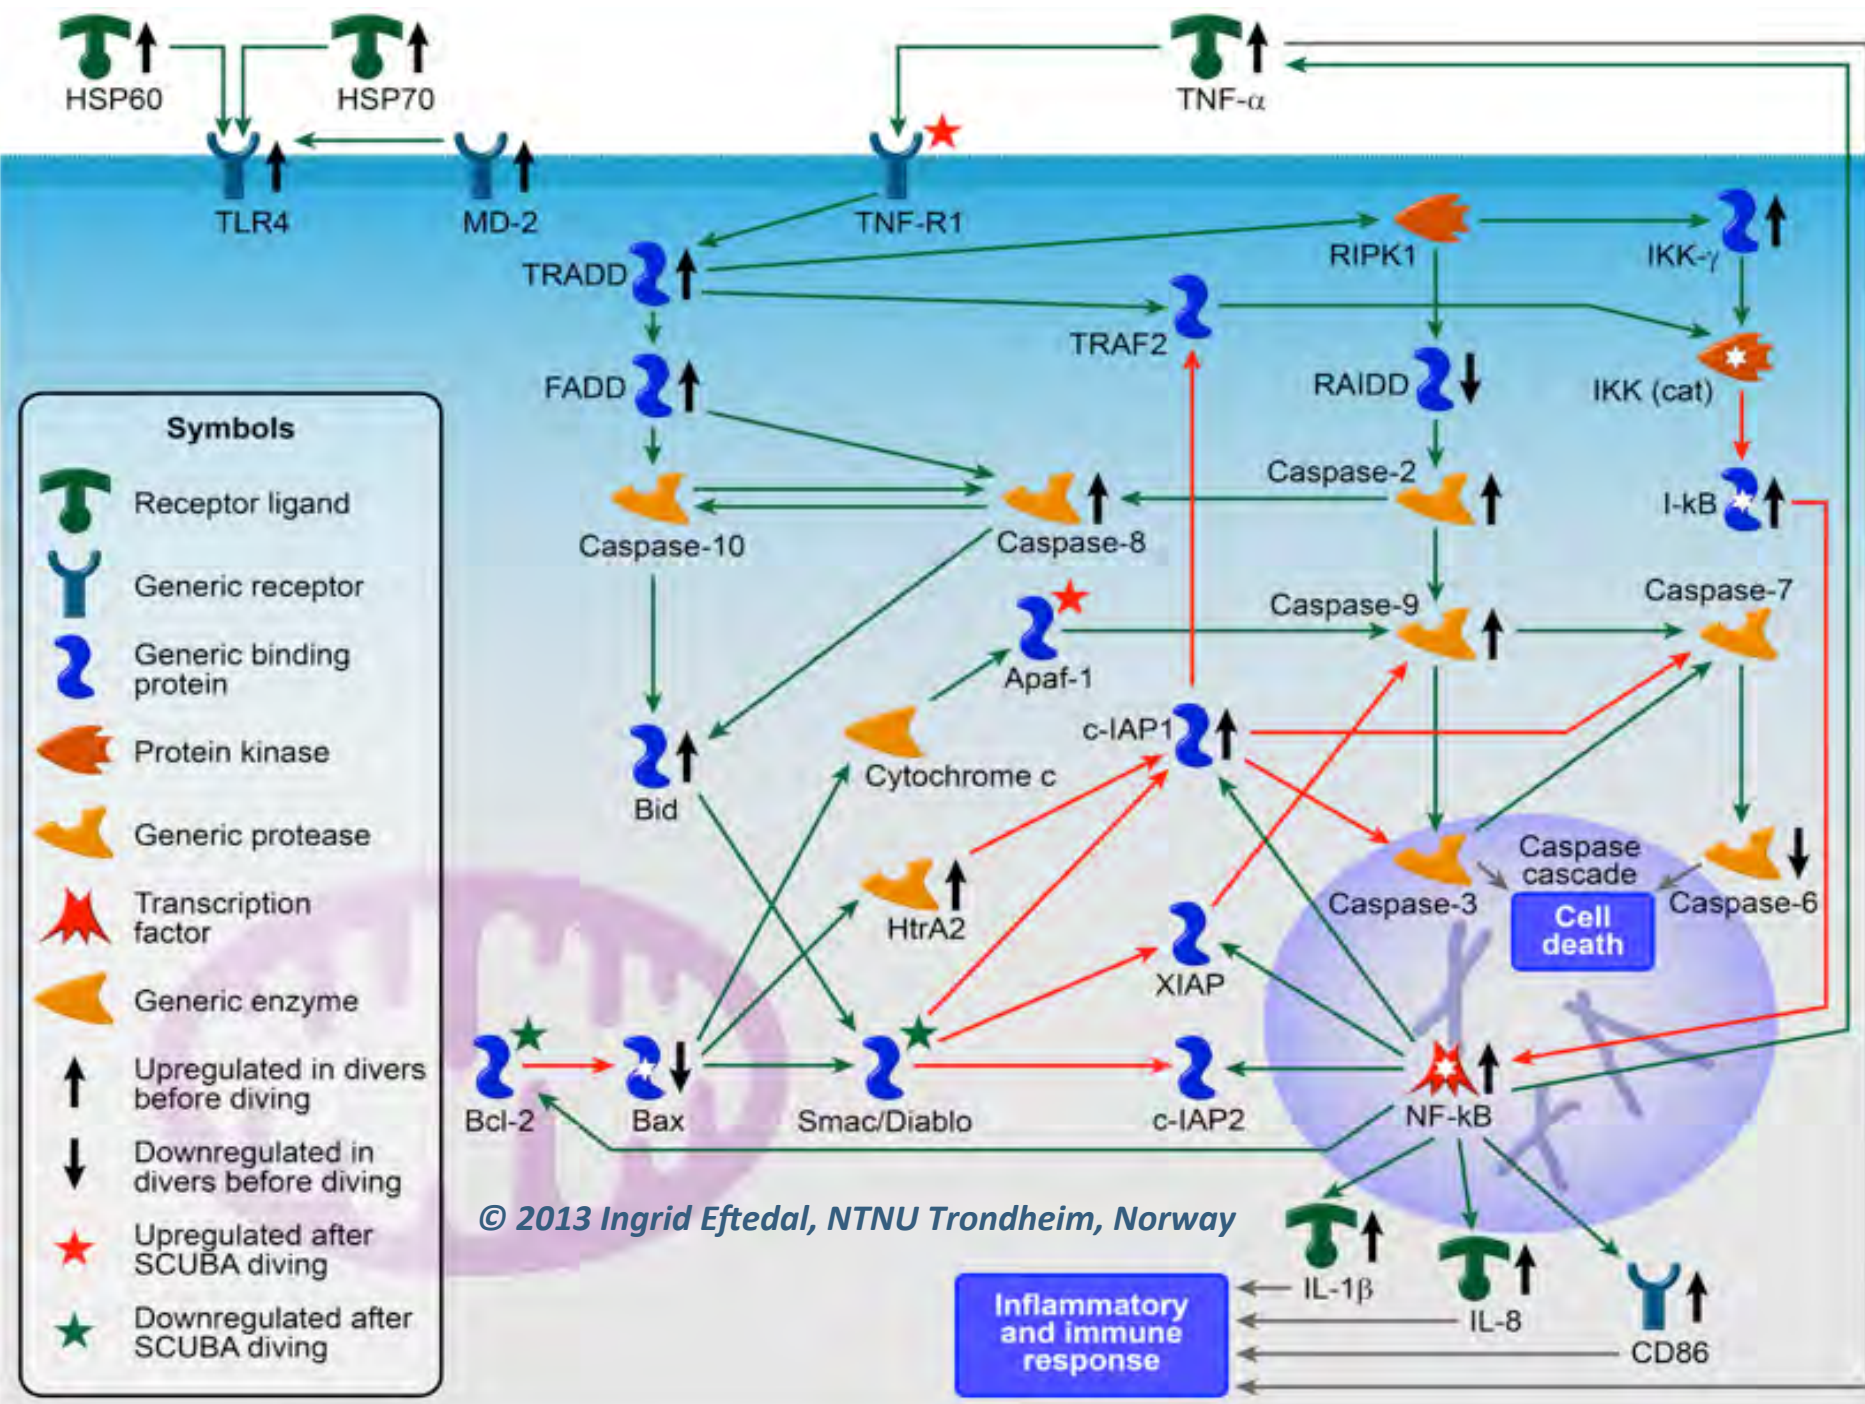 HSP60
HSP70
TNF-α
TLR4
MD-2
TNF-R1
TRADD
RIPK1
IKK-γ
TRAF2
FADD
RAIDD
IKK (cat)
Caspase-10
Caspase-8
Caspase-2
I-kB
Apaf-1
Caspase-9
Caspase-7
Bid
Cytochrome c
c-IAP1
HtrA2
XIAP
Caspase-3
Caspase
cascade
Caspase-6
Cell
death
Bcl-2
Bax
Smac/Diablo
c-IAP2
NF-kB
IL-1β
IL-8
CD86
Inflammatory
and immune
response
© 2013 Ingrid Eftedal, NTNU Trondheim, Norway
Symbols
Receptor ligand
Generic receptor
Generic binding
protein
Protein kinase
Generic protease
Transcription
factor
Generic enzyme
Upregulated in divers
before diving
Downregulated in
divers before diving
Upregulated after
SCUBA diving
Downregulated after
SCUBA diving